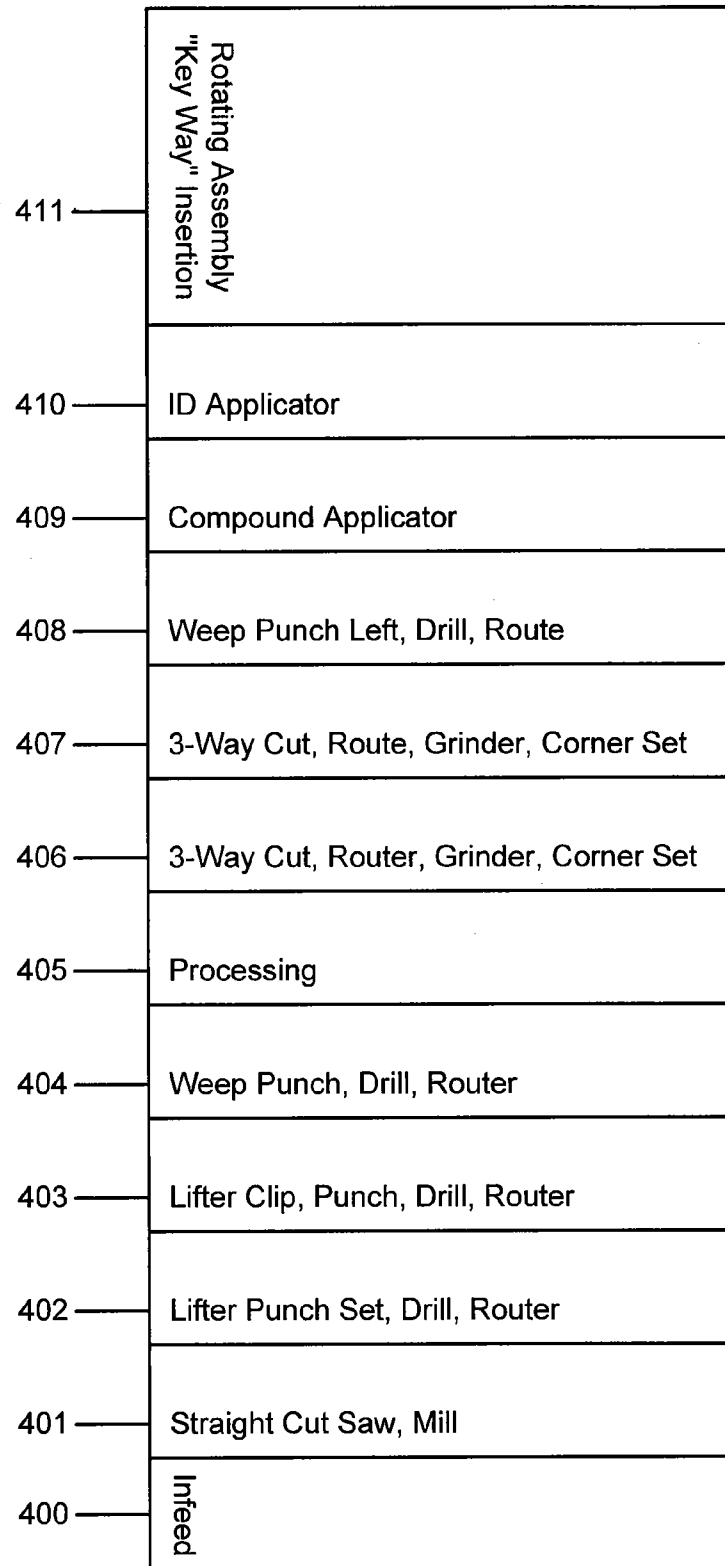 Rotating Assembly
"Key Way" Insertion
411
410 ID Applicator
409 Compound Applicator
408 Weep Punch Left, Drill, Route
407 3-Way Cut, Route, Grinder, Corner Set
406 3-Way Cut, Router, Grinder, Corner Set
405 Processing
404 Weep Punch, Drill, Router
403 Lifter Clip, Punch, Drill, Router
402 Lifter Punch Set, Drill, Router
401 Straight Cut Saw, Mill
400 Infeed